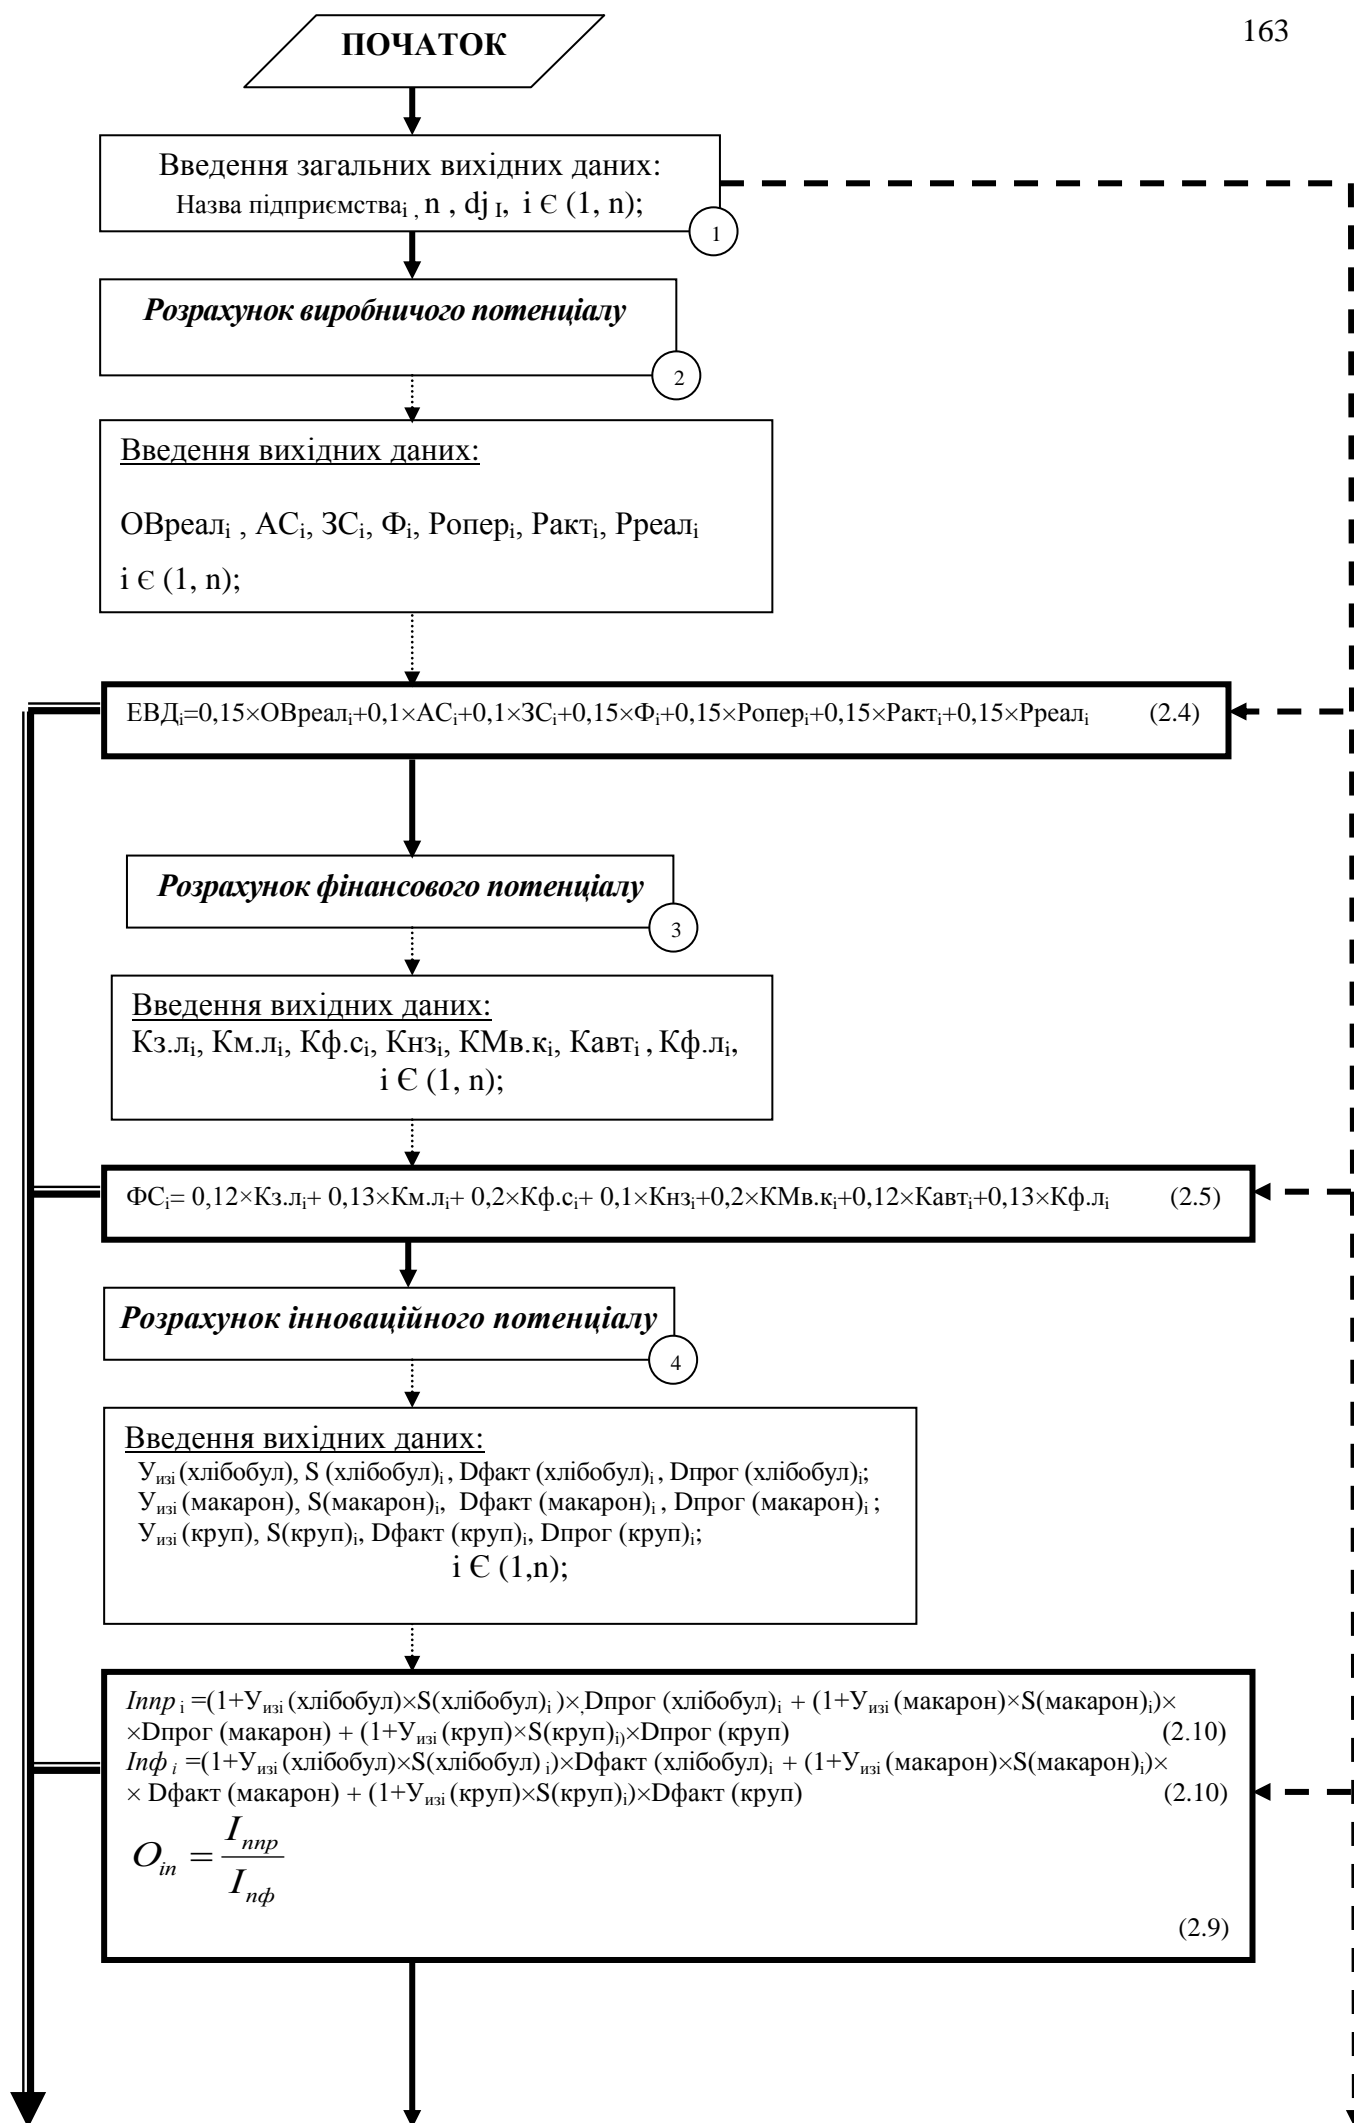 163
ПОЧАТОК
Введення загальних вихідних даних:
Назва підприємстваᵢ , n , dj I, i Є (1, n);
1
Розрахунок виробничого потенціалу
2
Введення вихідних даних:
ОВреалᵢ , АСᵢ, ЗСᵢ, Фᵢ, Роперᵢ, Рактᵢ, Рреалᵢ
i Є (1, n);
ЕВДᵢ=0,15×ОВреалᵢ+0,1×АСᵢ+0,1×ЗСᵢ+0,15×Фᵢ+0,15×Роперᵢ+0,15×Рактᵢ+0,15×Рреалᵢ (2.4)
Розрахунок фінансового потенціалу
3
Введення вихідних даних:
Кз.лᵢ, Км.лᵢ, Кф.сᵢ, Кнзᵢ, КМв.кᵢ, Кавтᵢ , Кф.лᵢ,
i Є (1, n);
ФСᵢ= 0,12×Кз.лᵢ+ 0,13×Км.лᵢ+ 0,2×Кф.сᵢ+ 0,1×Кнзᵢ+0,2×КМв.кᵢ+0,12×Кавтᵢ+0,13×Кф.лᵢ (2.5)
Розрахунок інноваційного потенціалу
4
Введення вихідних даних:
Уизі (хлібобул), S (хлібобул)ᵢ , Dфакт (хлібобул)ᵢ , Dпрог (хлібобул)ᵢ;
Уизі (макарон), S(макарон)ᵢ, Dфакт (макарон)ᵢ , Dпрог (макарон)ᵢ ;
Уизі (круп), S(круп)ᵢ, Dфакт (круп)ᵢ, Dпрог (круп)ᵢ;
i Є (1,n);
Iппр ᵢ =(1+Уизі (хлібобул)×S(хлібобул)ᵢ )×,Dпрог (хлібобул)ᵢ + (1+Уизі (макарон)×S(макарон)ᵢ)×
×Dпрог (макарон) + (1+Уизі (круп)×S(круп)ᵢ)×Dпрог (круп) (2.10)
Iпф ᵢ =(1+Уизі (хлібобул)×S(хлібобул) ᵢ)×Dфакт (хлібобул)ᵢ + (1+Уизі (макарон)×S(макарон)ᵢ)×
× Dфакт (макарон) + (1+Уизі (круп)×S(круп)ᵢ)×Dфакт (круп) (2.10)
Oіп = Iппр / Iпф
(2.9)